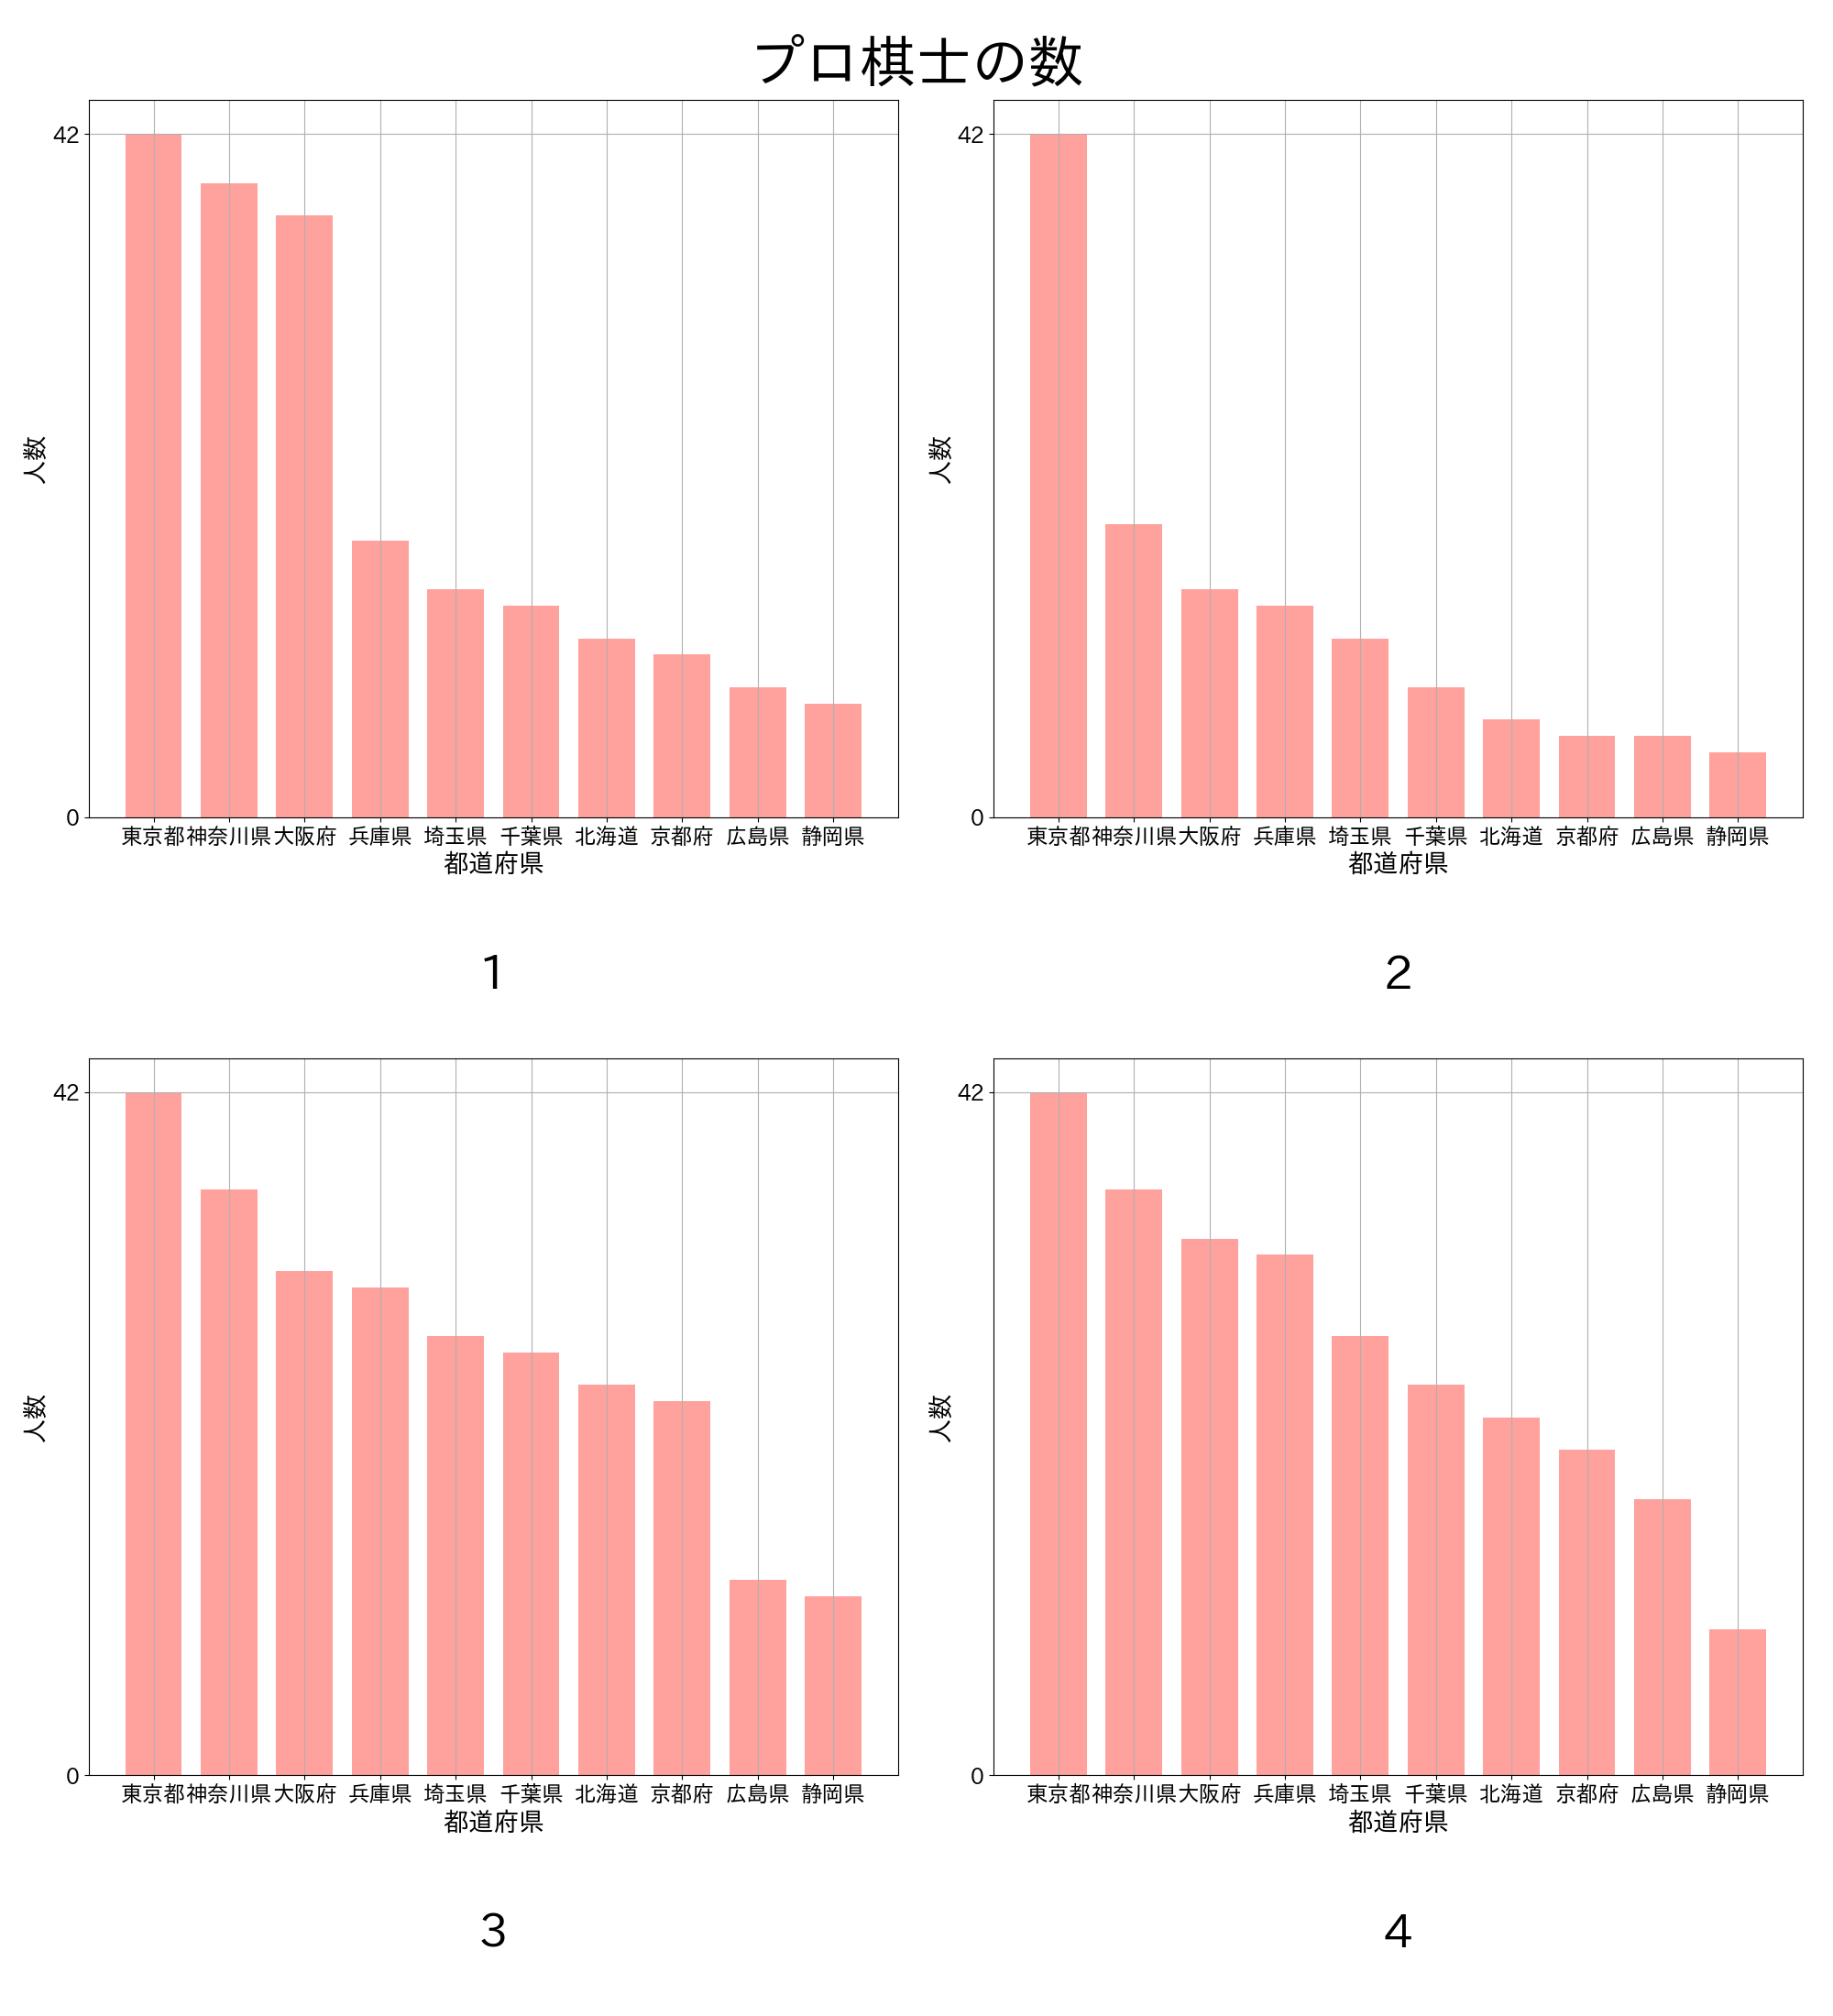 プロ棋士の数
42
0
人数
東京都 神奈川県 大阪府 兵庫県 埼玉県 千葉県 北海道 京都府 広島県 静岡県
都道府県
1
42
0
人数
東京都 神奈川県 大阪府 兵庫県 埼玉県 千葉県 北海道 京都府 広島県 静岡県
都道府県
2
42
0
人数
東京都 神奈川県 大阪府 兵庫県 埼玉県 千葉県 北海道 京都府 広島県 静岡県
都道府県
3
42
0
人数
東京都 神奈川県 大阪府 兵庫県 埼玉県 千葉県 北海道 京都府 広島県 静岡県
都道府県
4